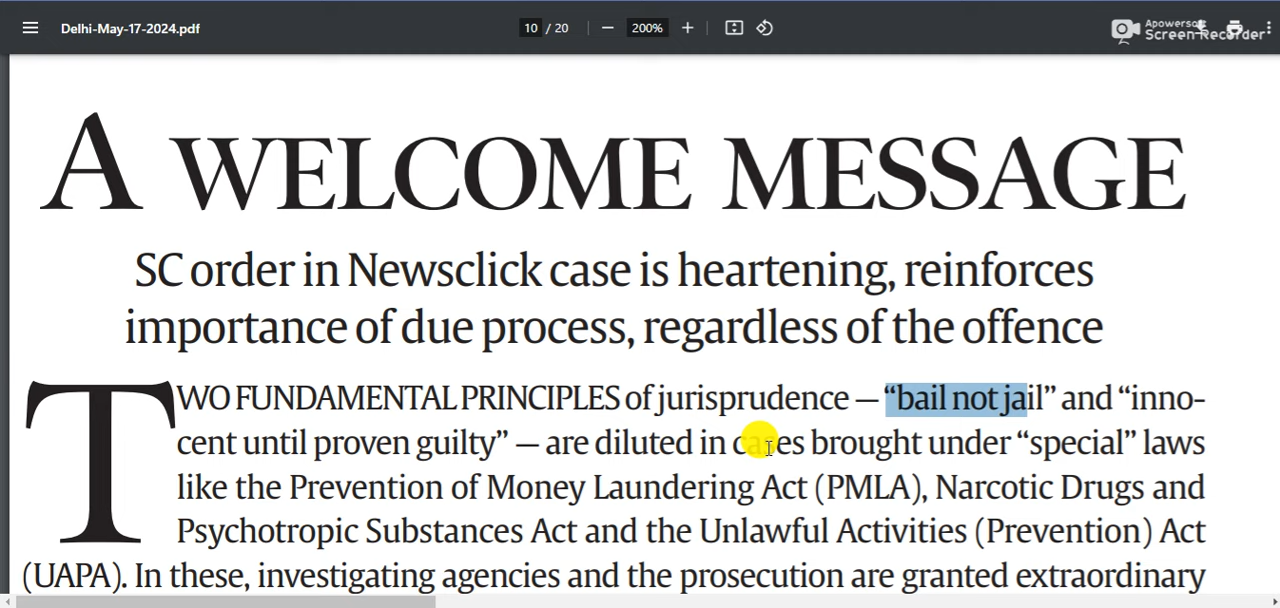 Delhi-May-17-2024.pdf
10 / 20
200%
Apowersoft
Screen Recorder
A WELCOME MESSAGE
SC order in Newsclick case is heartening, reinforces
importance of due process, regardless of the offence
TWO FUNDAMENTAL PRINCIPLES of jurisprudence — “bail not jail” and “inno-
cent until proven guilty” — are diluted in cases brought under “special” laws
like the Prevention of Money Laundering Act (PMLA), Narcotic Drugs and
Psychotropic Substances Act and the Unlawful Activities (Prevention) Act
(UAPA). In these, investigating agencies and the prosecution are granted extraordinary